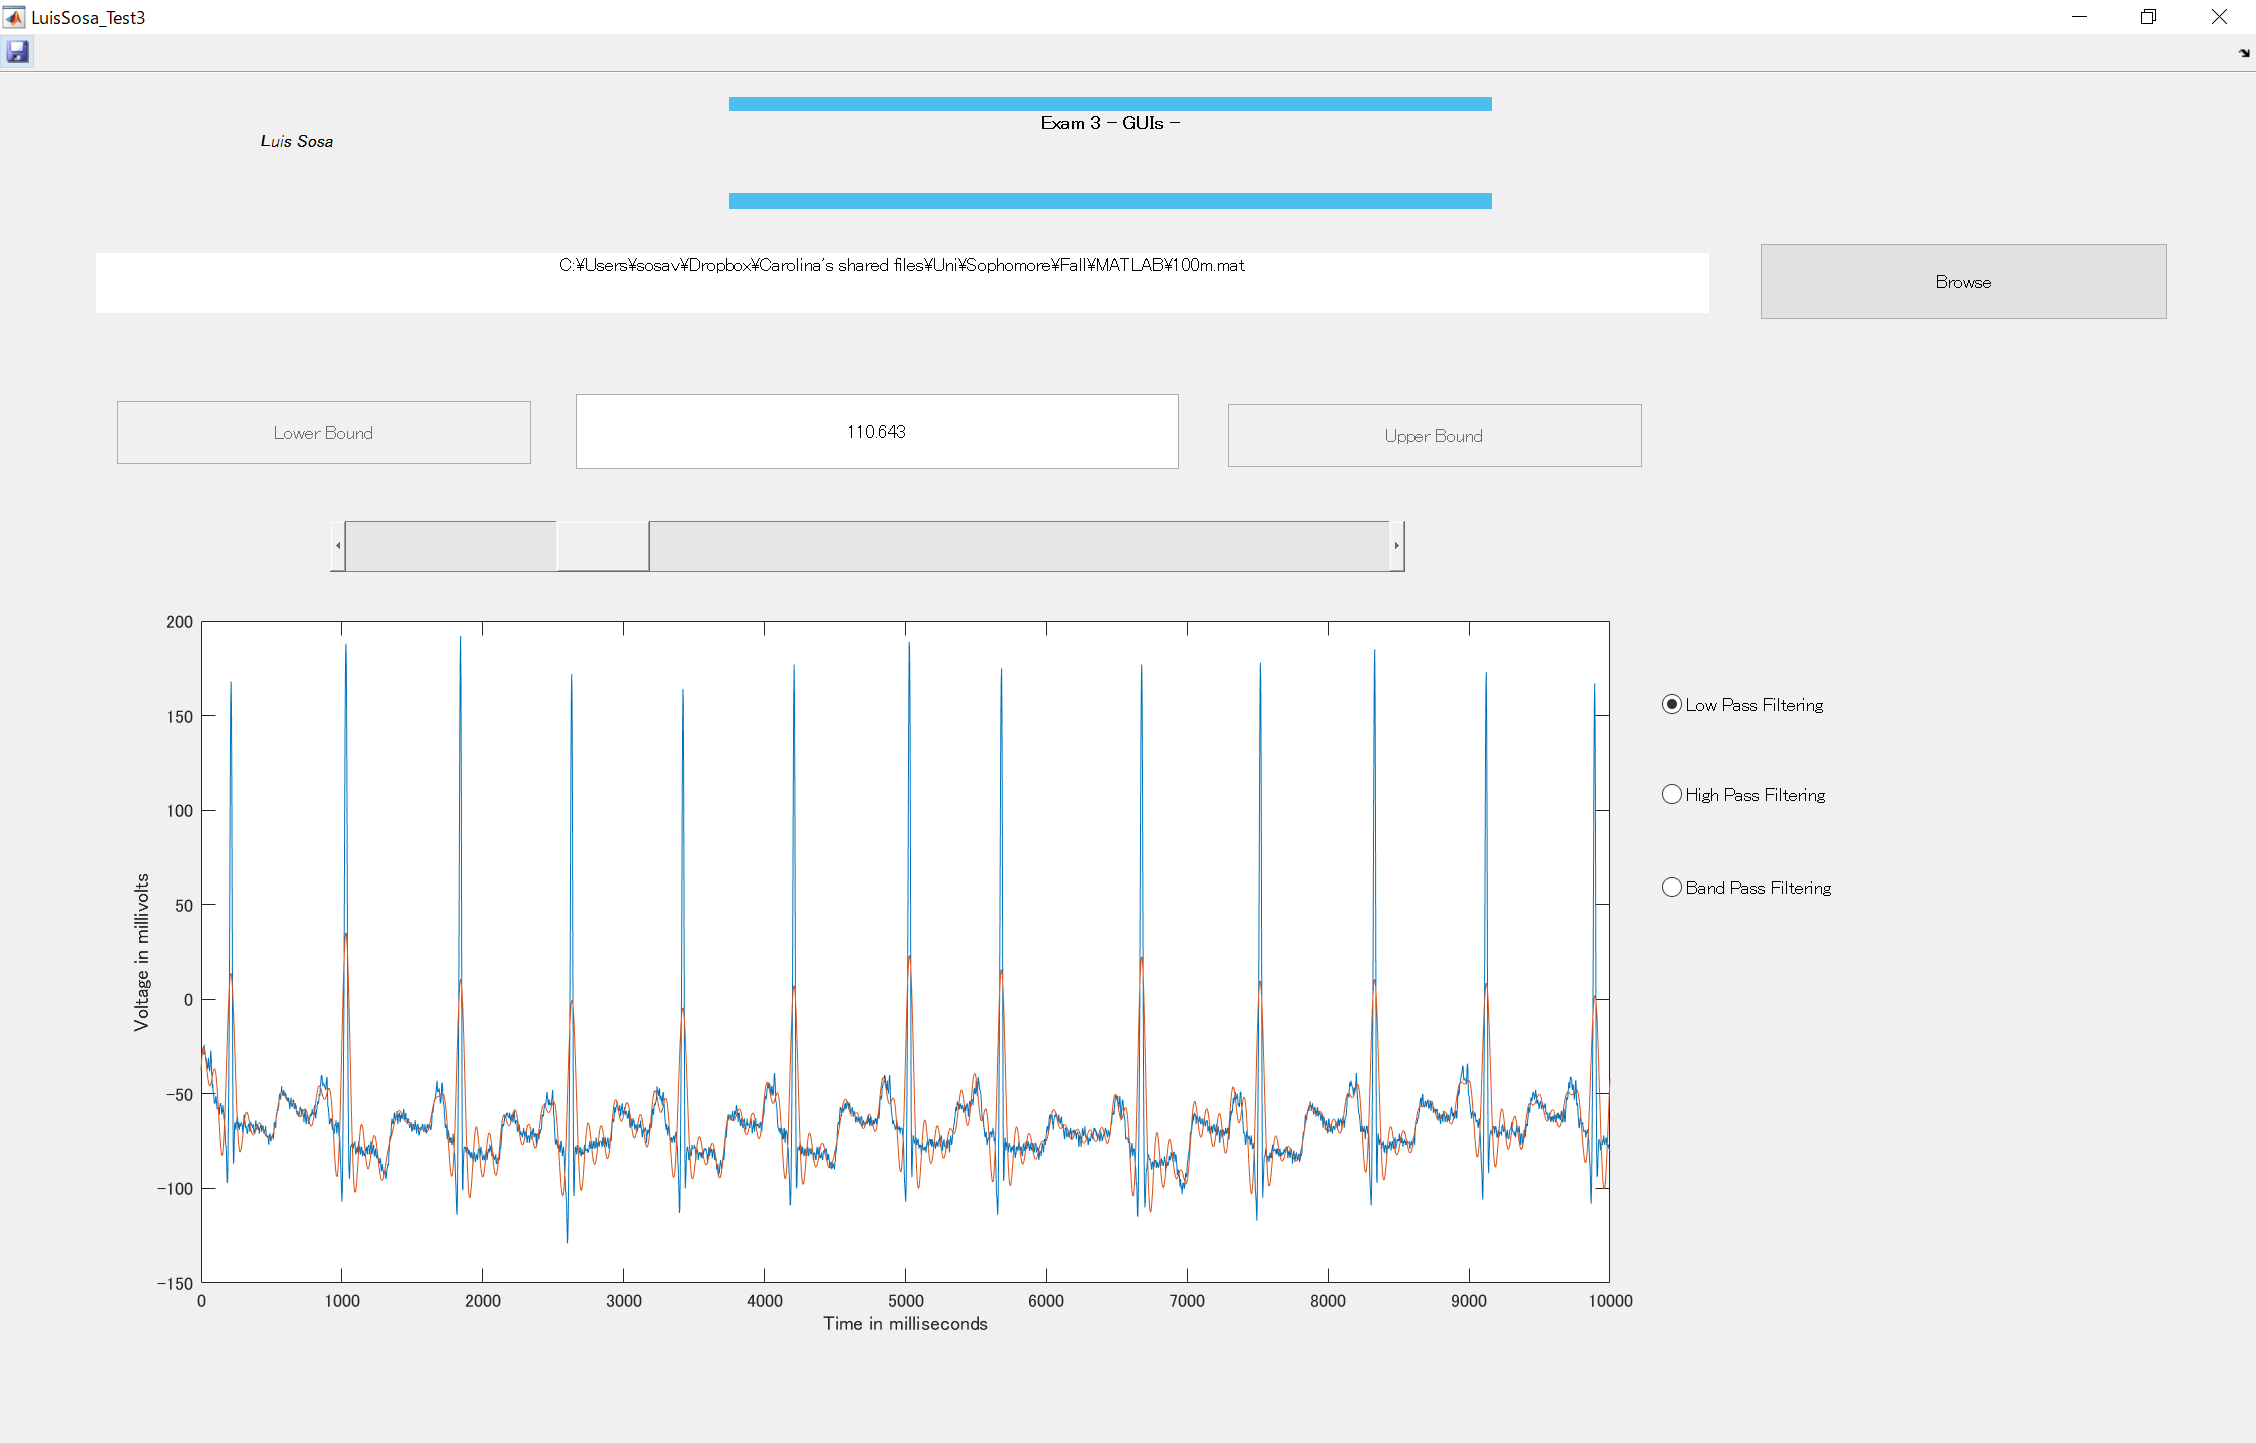 LuisSosa_Test3
Exam 3 - GUIs -
Luis Sosa
C:¥Users¥sosav¥Dropbox¥Carolina's shared files¥Uni¥Sophomore¥Fall¥MATLAB¥100m.mat
Browse
Lower Bound
110.643
Upper Bound
200
150
100
50
0
-50
-100
-150
Voltage in millivolts
0 1000 2000 3000 4000 5000 6000 7000 8000 9000 10000
Time in milliseconds
Low Pass Filtering
High Pass Filtering
Band Pass Filtering